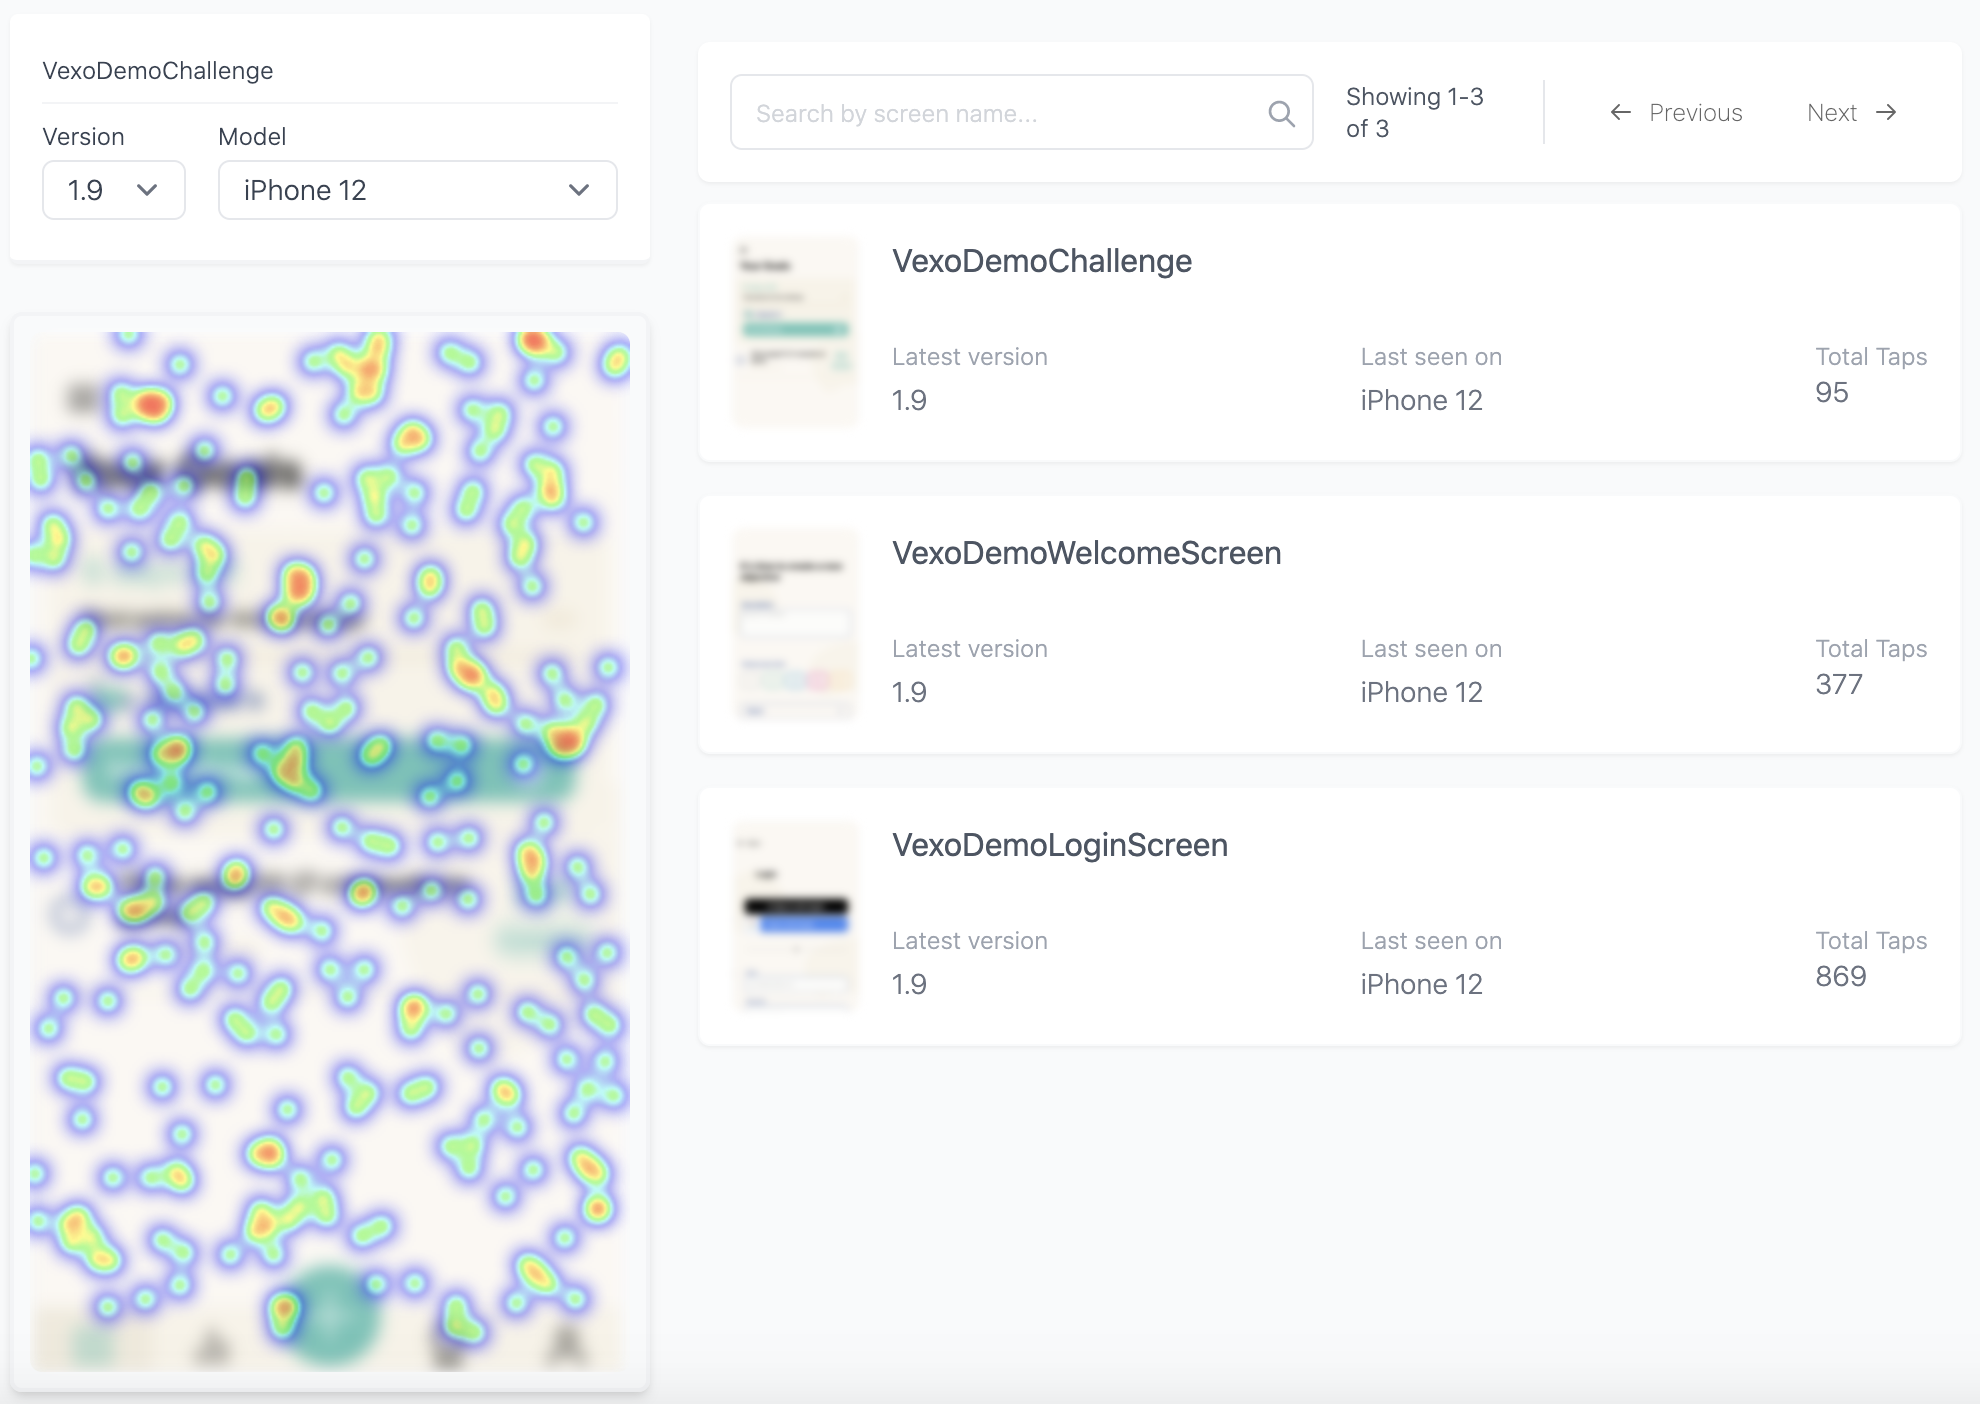 VexoDemoChallenge
Version
Model
1.9
iPhone 12
Search by screen name...
Showing 1-3
of 3
Previous
Next
VexoDemoChallenge
Latest version
Last seen on
Total Taps
1.9
iPhone 12
95
VexoDemoWelcomeScreen
Latest version
Last seen on
Total Taps
1.9
iPhone 12
377
VexoDemoLoginScreen
Latest version
Last seen on
Total Taps
1.9
iPhone 12
869